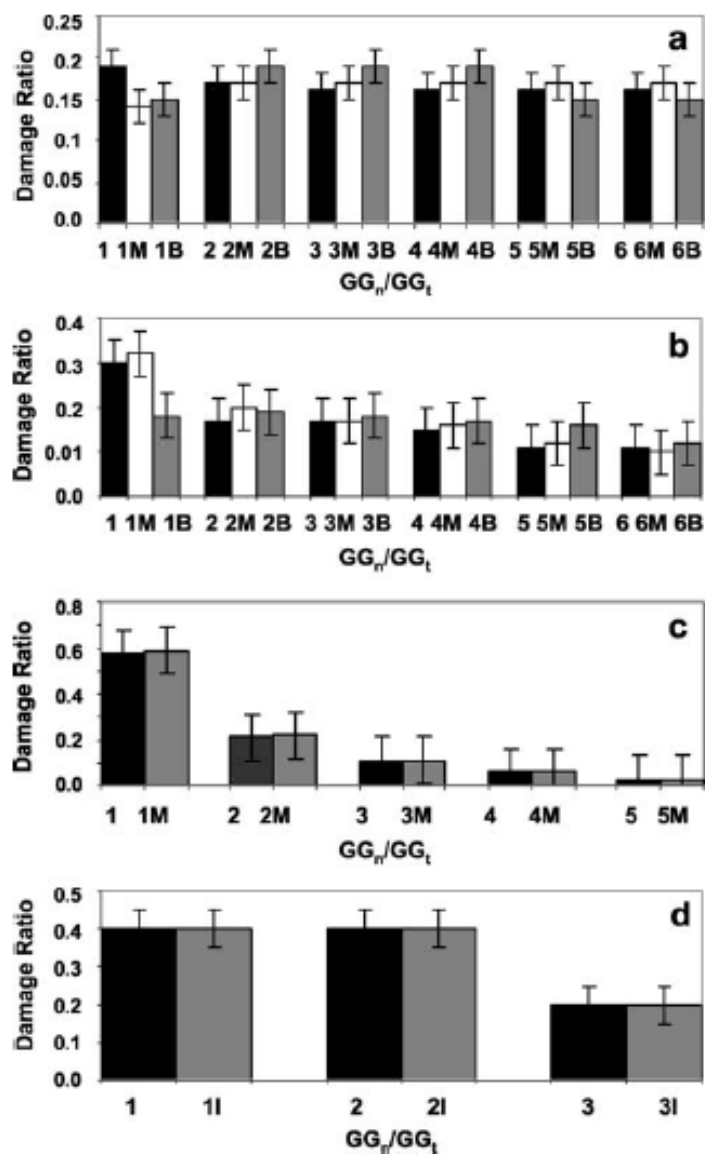 a
Damage Ratio
0.25
0.2
0.15
0.1
0.05
0.0
1 1M 1B 2 2M 2B 3 3M 3B 4 4M 4B 5 5M 5B 6 6M 6B
GGn/GGt
b
Damage Ratio
0.4
0.3
0.2
0.01
0.0
1 1M 1B 2 2M 2B 3 3M 3B 4 4M 4B 5 5M 5B 6 6M 6B
GGn/GGt
c
Damage Ratio
0.8
0.6
0.4
0.2
0.0
1 1M 2 2M 3 3M 4 4M 5 5M
GGn/GGt
d
Damage Ratio
0.5
0.4
0.3
0.2
0.1
0.0
1 1I 2 2I 3 3I
GGn/GGt